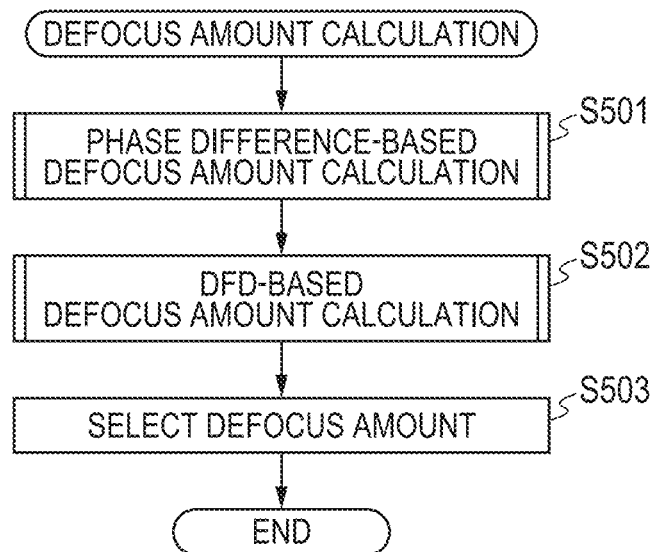 DEFOCUS AMOUNT CALCULATION
S501
PHASE DIFFERENCE-BASED
DEFOCUS AMOUNT CALCULATION
S502
DFD-BASED
DEFOCUS AMOUNT CALCULATION
S503
SELECT DEFOCUS AMOUNT
END